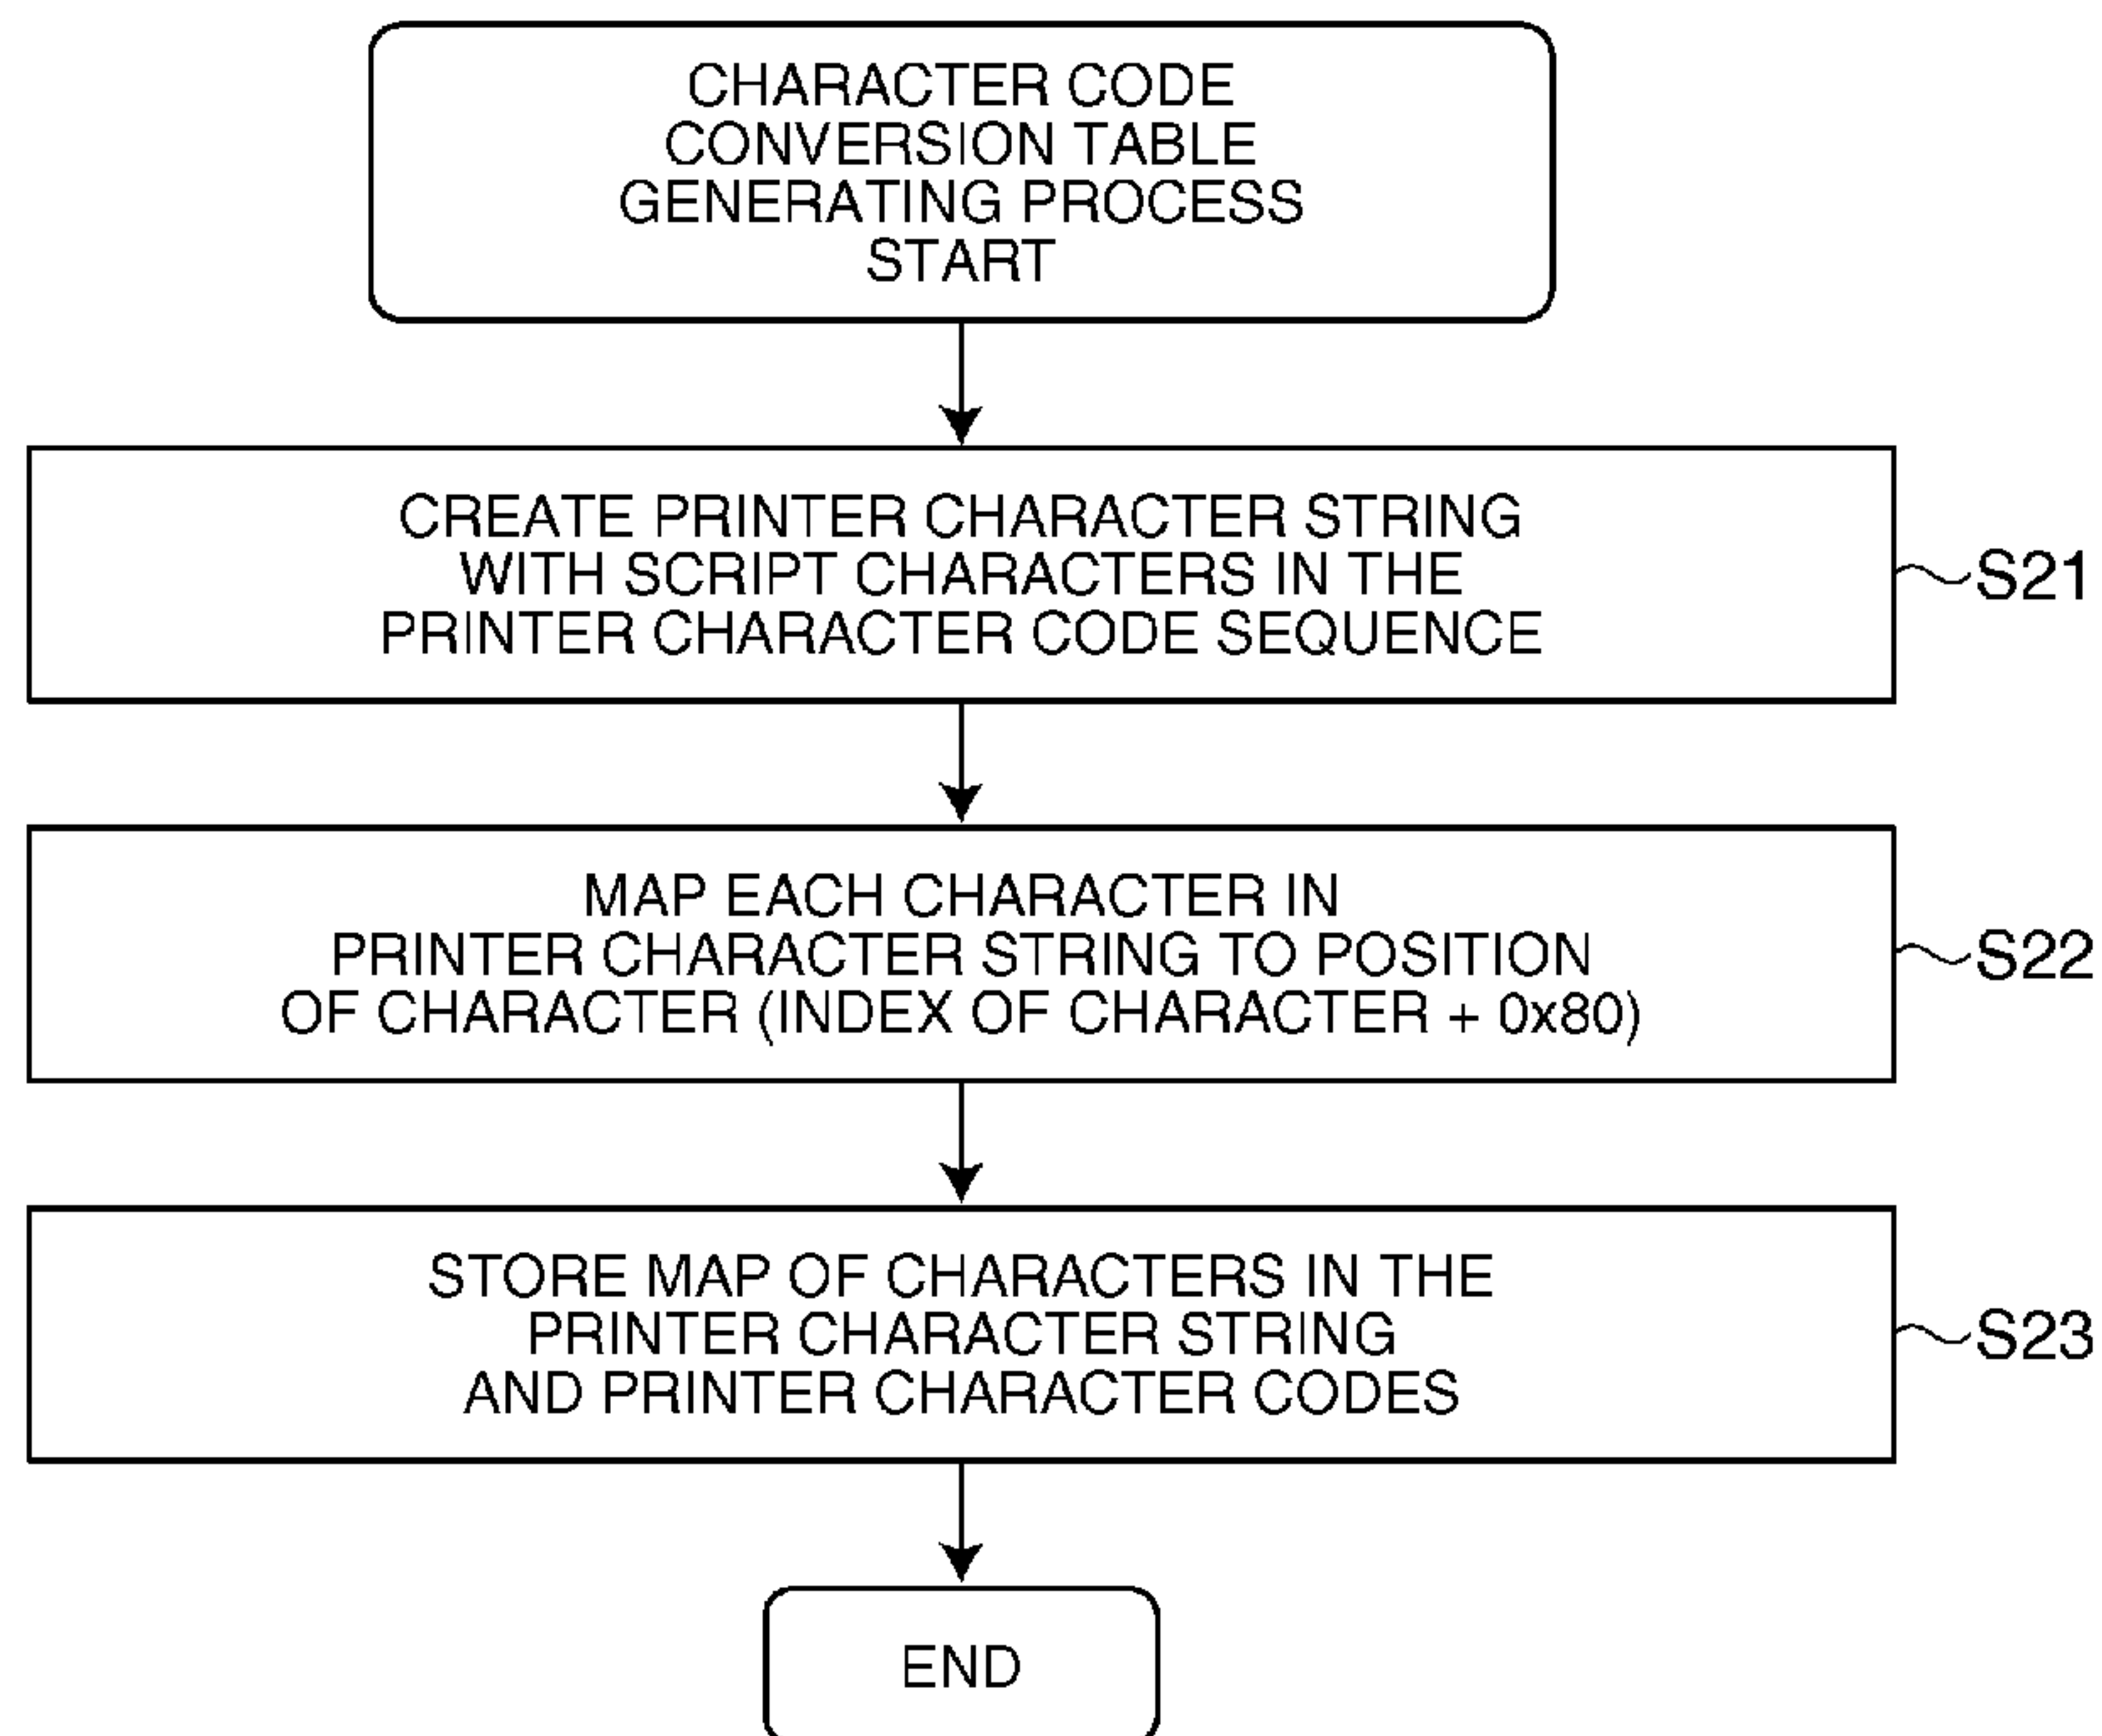 CHARACTER CODE
CONVERSION TABLE
GENERATING PROCESS
START
CREATE PRINTER CHARACTER STRING
WITH SCRIPT CHARACTERS IN THE
PRINTER CHARACTER CODE SEQUENCE
S21
MAP EACH CHARACTER IN
PRINTER CHARACTER STRING TO POSITION
OF CHARACTER (INDEX OF CHARACTER + 0x80)
S22
STORE MAP OF CHARACTERS IN THE
PRINTER CHARACTER STRING
AND PRINTER CHARACTER CODES
S23
END